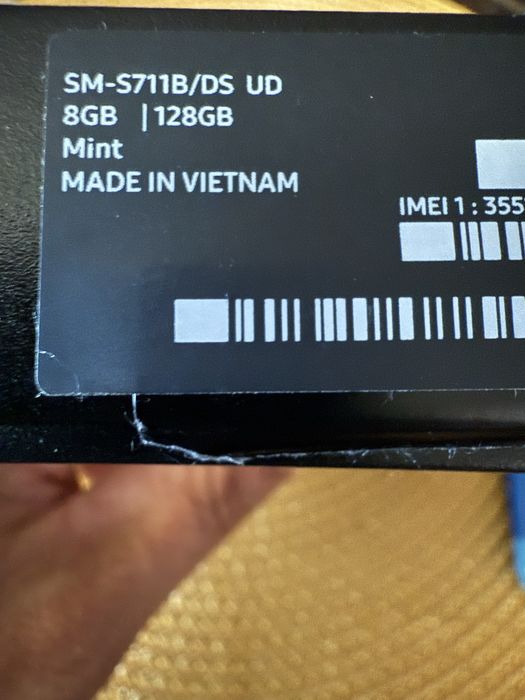 SM-S711B/DS UD
8GB | 128GB
Mint
MADE IN VIETNAM
IMEI 1 : 355